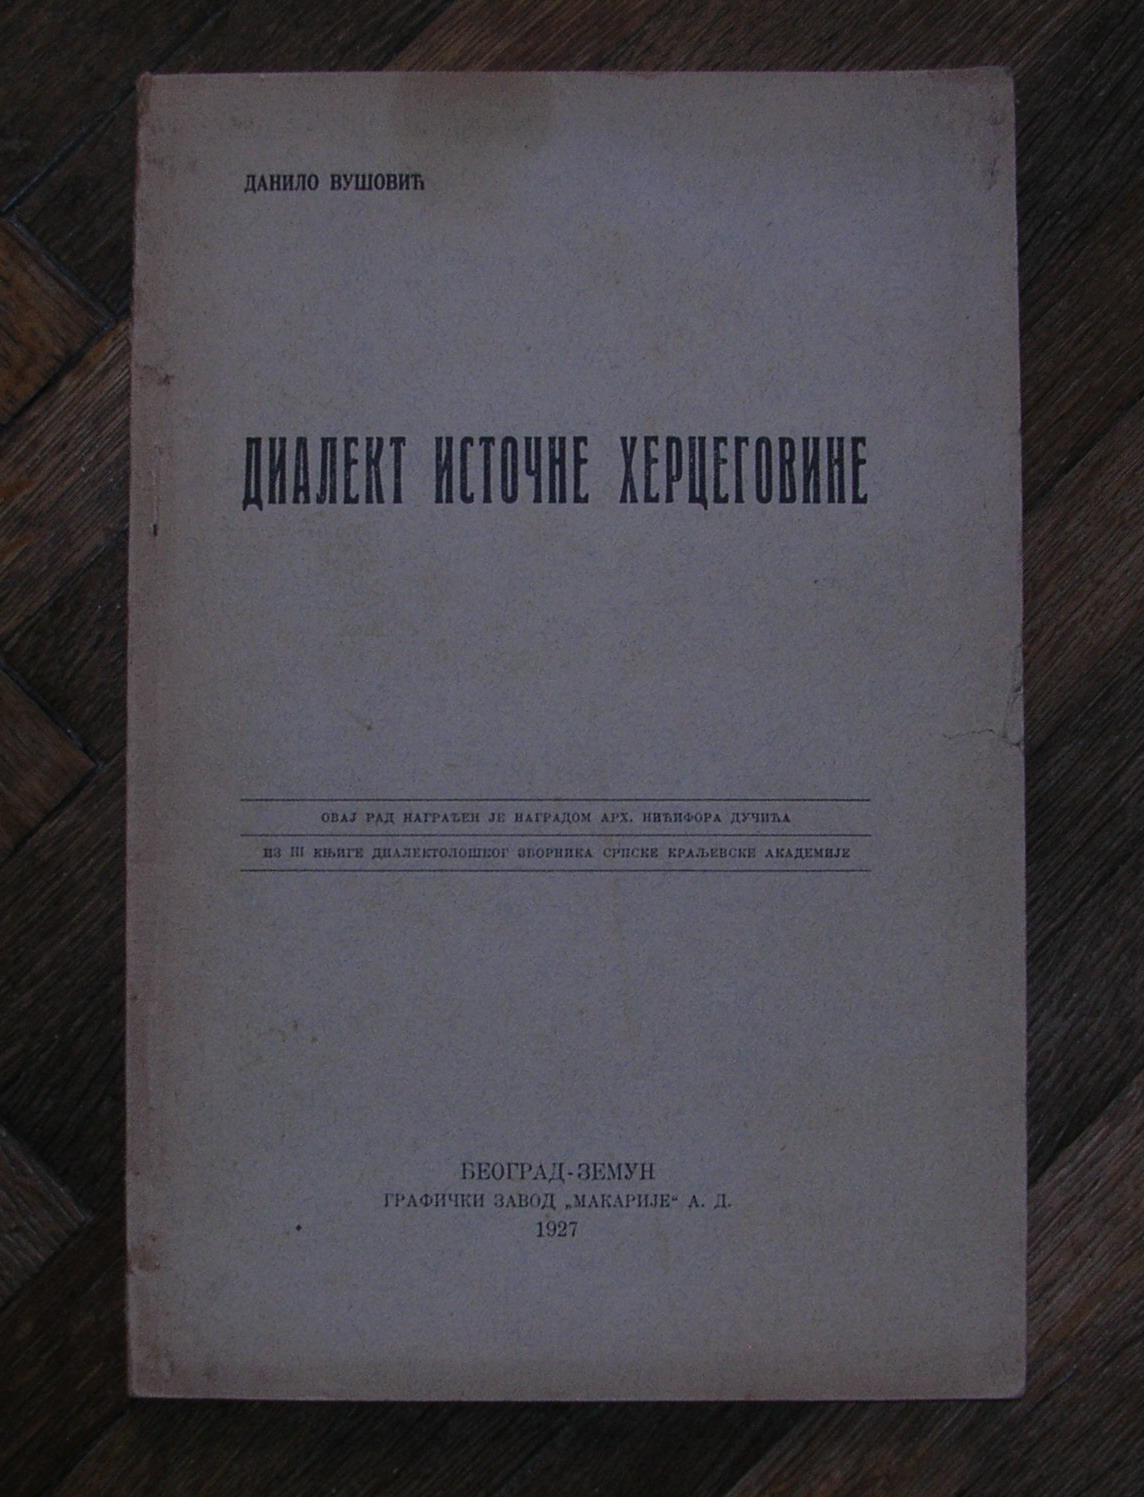 ДАНИЛО ВУШОВИЋ
ДИАЛЕКТ ИСТОЧНЕ ХЕРЦЕГОВИНЕ
ОВАЈ РАД НАГРАЂЕН ЈЕ НАГРАДОМ АРХ. НИЋИФОРА ДУЧИЋА
ИЗ III КЊИГЕ ДИАЛЕКТОЛОШКОГ ЗБОРНИКА СРПСКЕ КРАЉЕВСКЕ АКАДЕМИЈЕ
БЕОГРАД-ЗЕМУН
ГРАФИЧКИ ЗАВОД „МАКАРИЈЕ“ А. Д.
1927